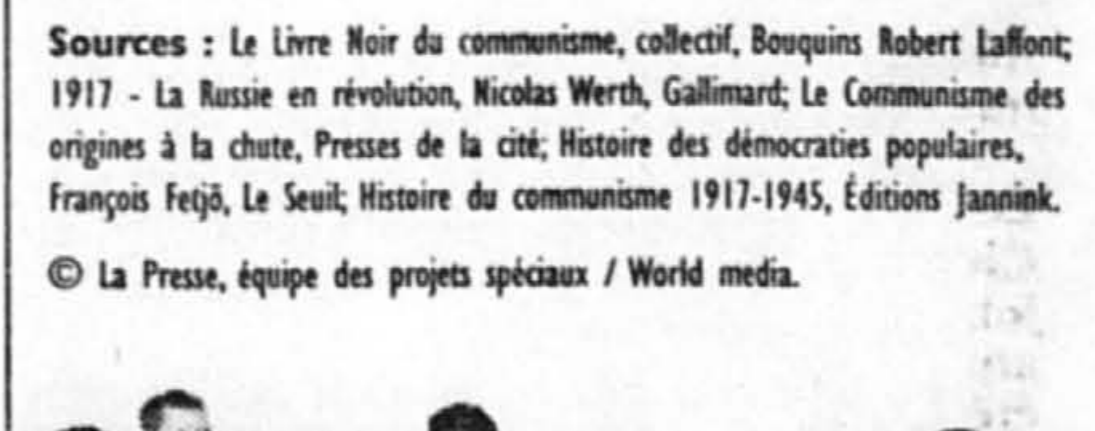 Sources : Le Livre Noir du communisme, collectif, Bouquins Robert Laffont;
1917 - La Russie en révolution, Nicolas Werth, Gallimard; Le Communisme des
origines à la chute, Presses de la cité; Histoire des démocraties populaires,
François Fetjö, Le Seuil; Histoire du communisme 1917-1945, Éditions Jannink.
© La Presse, équipe des projets spéciaux / World media.